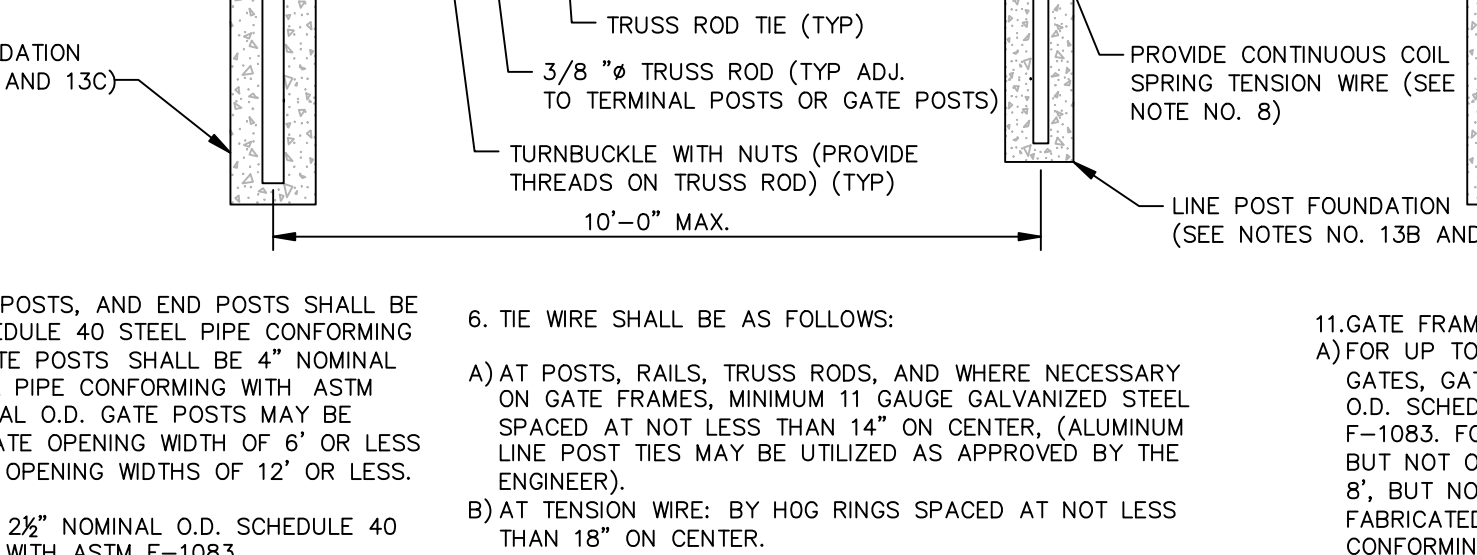 TRUSS ROD TIE (TYP)
DATION
AND 13C)
3/8 "ø TRUSS ROD (TYP ADJ.
TO TERMINAL POSTS OR GATE POSTS)
PROVIDE CONTINUOUS COIL
SPRING TENSION WIRE (SEE
NOTE NO. 8)
TURNBUCKLE WITH NUTS (PROVIDE
THREADS ON TRUSS ROD) (TYP)
LINE POST FOUNDATION
(SEE NOTES NO. 13B AND
10'-0" MAX.
POSTS, AND END POSTS SHALL BE
EDULE 40 STEEL PIPE CONFORMING
TE POSTS SHALL BE 4" NOMINAL
PIPE CONFORMING WITH ASTM
AL O.D. GATE POSTS MAY BE
ATE OPENING WIDTH OF 6' OR LESS
OPENING WIDTHS OF 12' OR LESS.
2½" NOMINAL O.D. SCHEDULE 40
WITH ASTM F-1083
6. TIE WIRE SHALL BE AS FOLLOWS:
A) AT POSTS, RAILS, TRUSS RODS, AND WHERE NECESSARY
ON GATE FRAMES, MINIMUM 11 GAUGE GALVANIZED STEEL
SPACED AT NOT LESS THAN 14" ON CENTER, (ALUMINUM
LINE POST TIES MAY BE UTILIZED AS APPROVED BY THE
ENGINEER).
B) AT TENSION WIRE: BY HOG RINGS SPACED AT NOT LESS
THAN 18" ON CENTER.
11. GATE FRAM
A) FOR UP TO
GATES, GAT
O.D. SCHED
F-1083. FO
BUT NOT O
8', BUT NO
FABRICATED
CONFORMIN